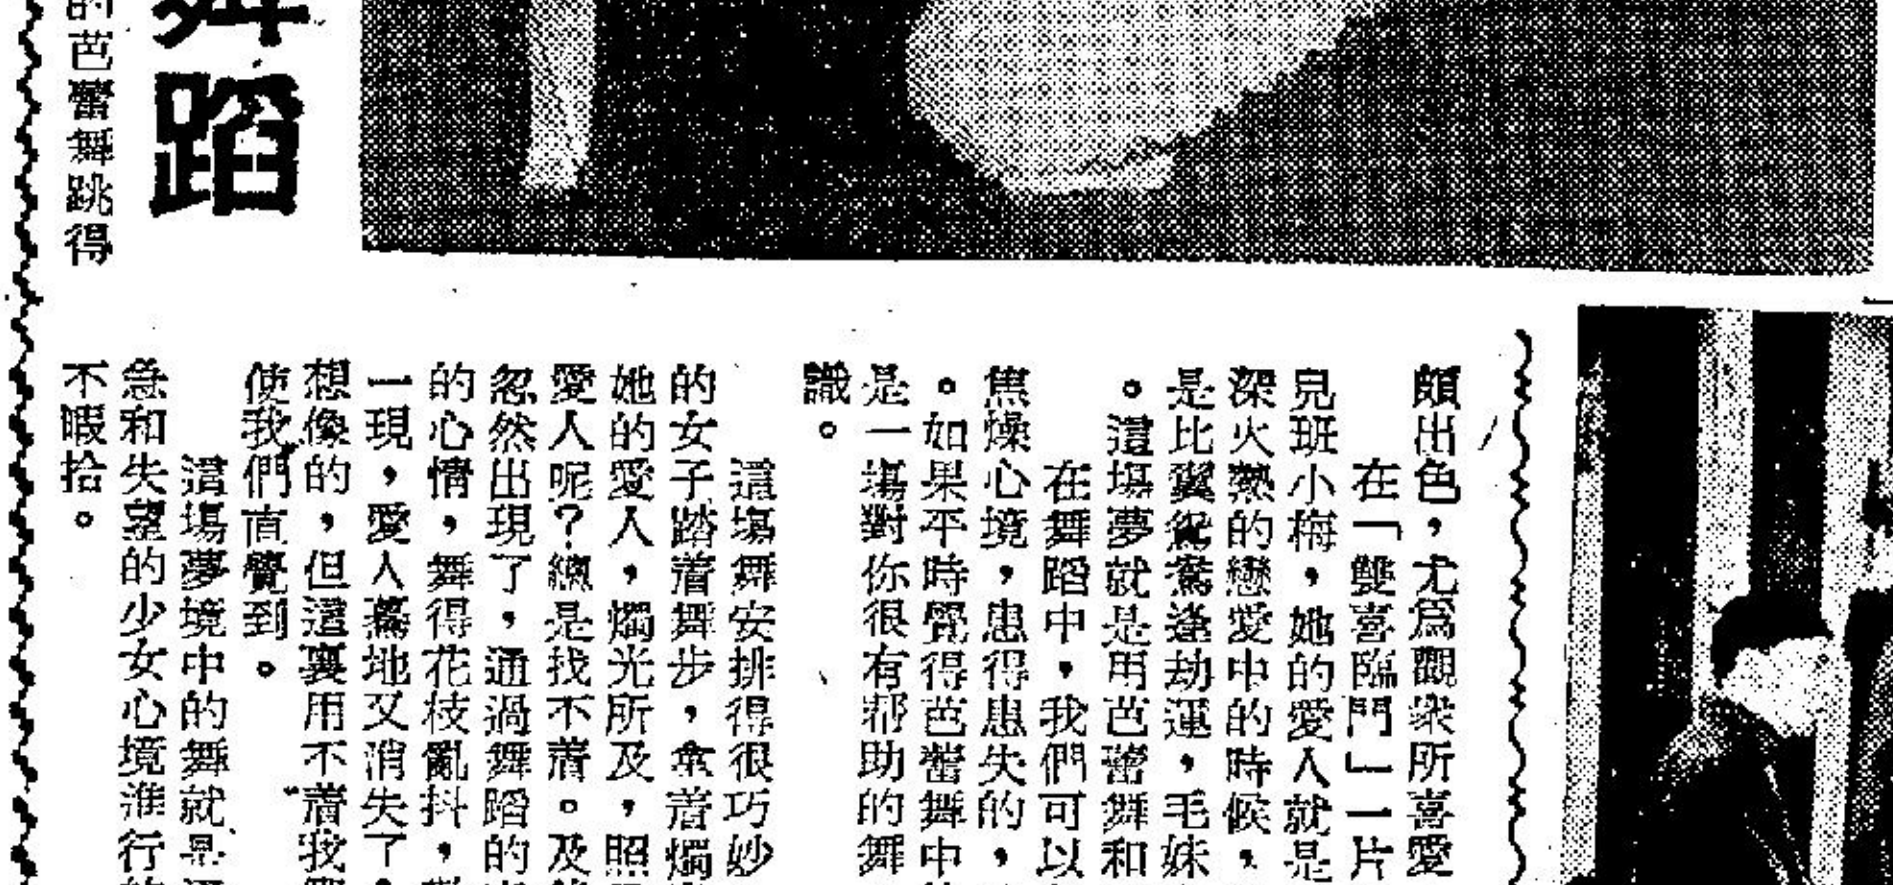 舞蹈
的芭蕾舞跳得
頗出色，尤爲觀衆所喜愛
在「雙喜臨門」一片
見班小梅，她的愛人就是
深火熱的戀愛中的時候，
是比翼鴛鴦逢劫運，毛妹
。這場夢就是用芭蕾舞和
在舞蹈中，我們可以
焦燥心境，患得患失的，
。如果平時覺得芭蕾舞中
是一塲對你很有帮助的舞
識。
這塲舞安排得很巧妙
的女子踏着舞步，拿着燭
她的愛人，燭光所及，照
愛人呢？總是找不着。及
忽然出現了，通過舞蹈的
的心情，舞得花枝亂抖，
一現，愛人驀地又消失了，
想像的，但這裏用不着我
使我們直覺到。
這塲夢境中的舞就是
急和失望的少女心境進行的
不暇拾。